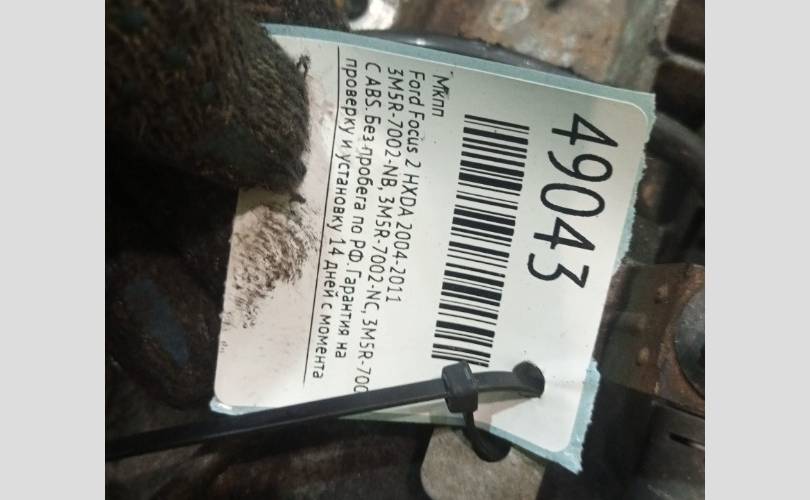 49043
Мкпп
Ford Focus 2 HXDA 2004-2011
3M5R-7002-NB, 3M5R-7002-NC, 3M5R-700
С ABS. Без пробега по РФ. Гарантия на
проверку и установку 14 дней с момента